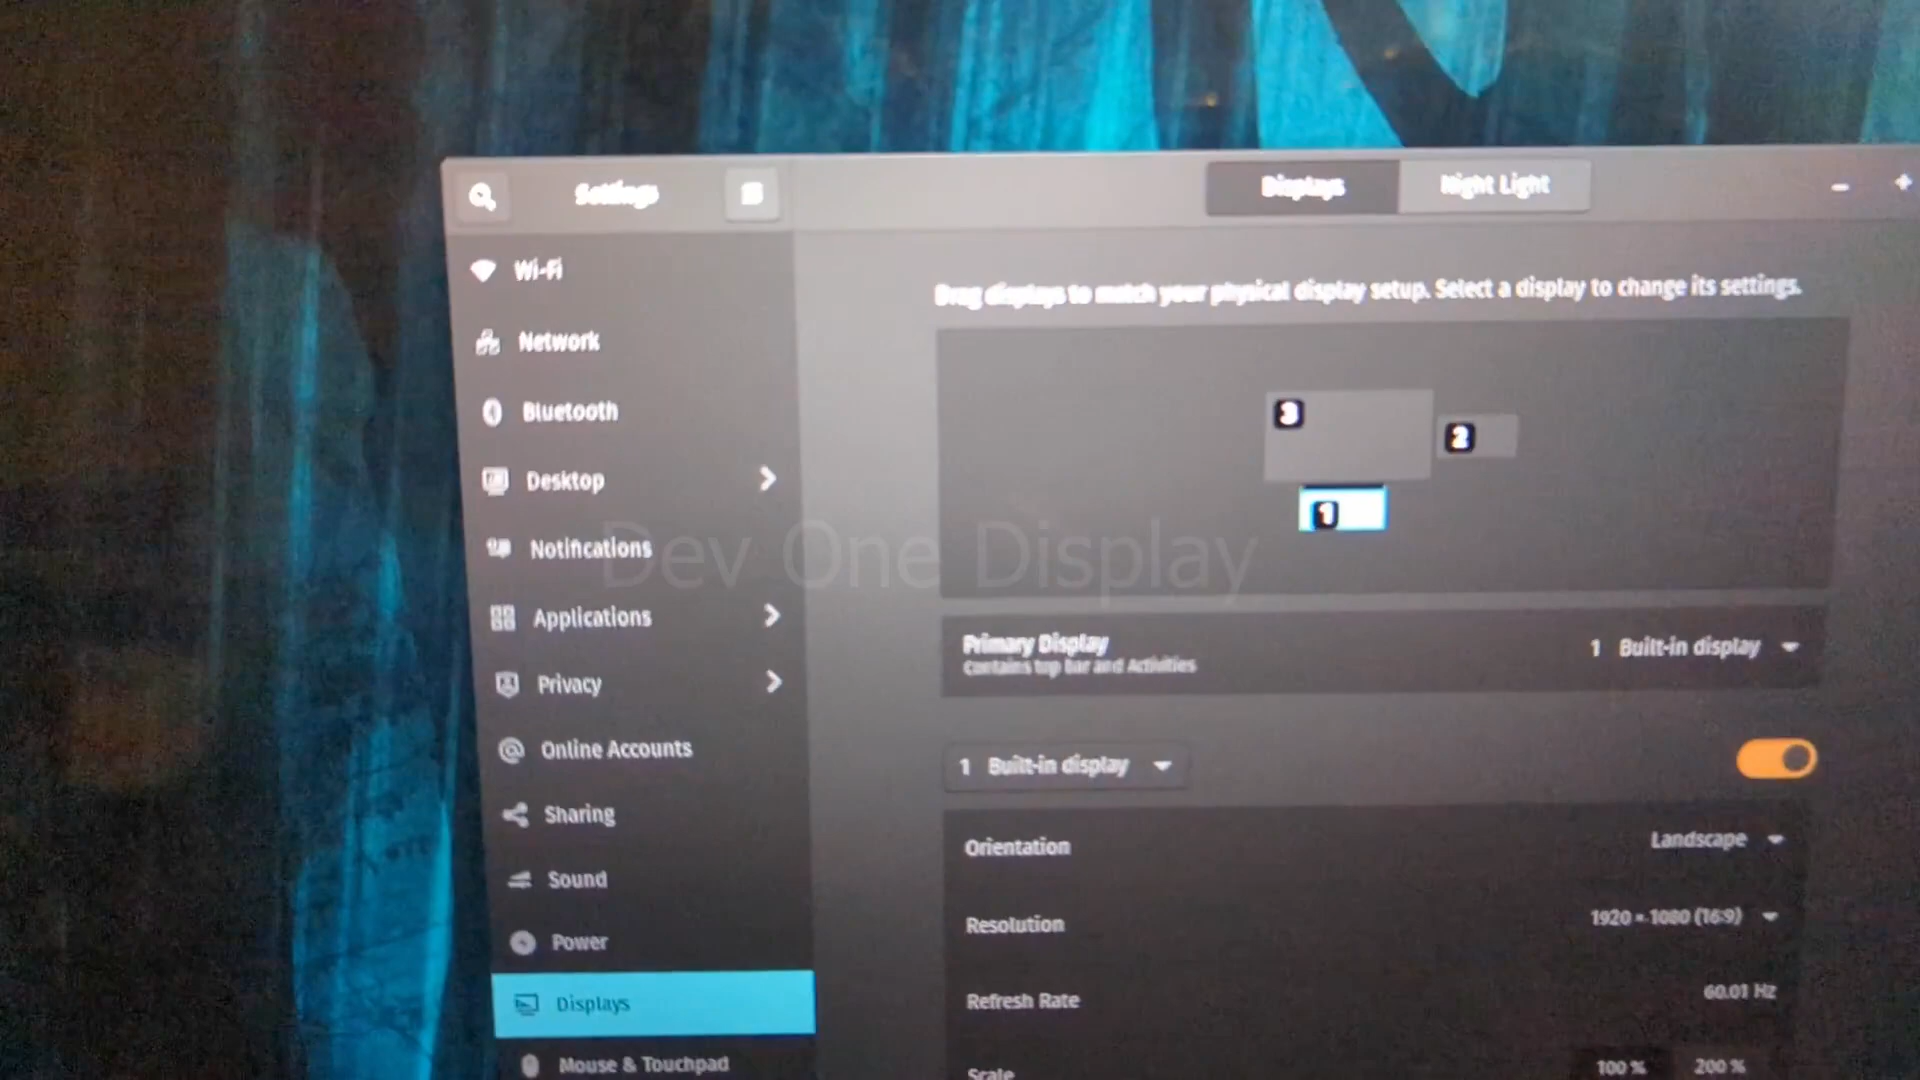 Settings
Displays
Night Light
Wi-Fi
Network
Bluetooth
Desktop
Notifications
Applications
Privacy
Online Accounts
Sharing
Sound
Power
Displays
Mouse & Touchpad
Drag displays to match your physical display setup. Select a display to change its settings.
3
2
1
Dev One Display
Primary Display
1 Built-in display
Contains top bar and Activities
1 Built-in display
Orientation
Landscape
Resolution
1920 × 1080 (16:9)
Refresh Rate
60.01 Hz
Scale
100 %
200 %